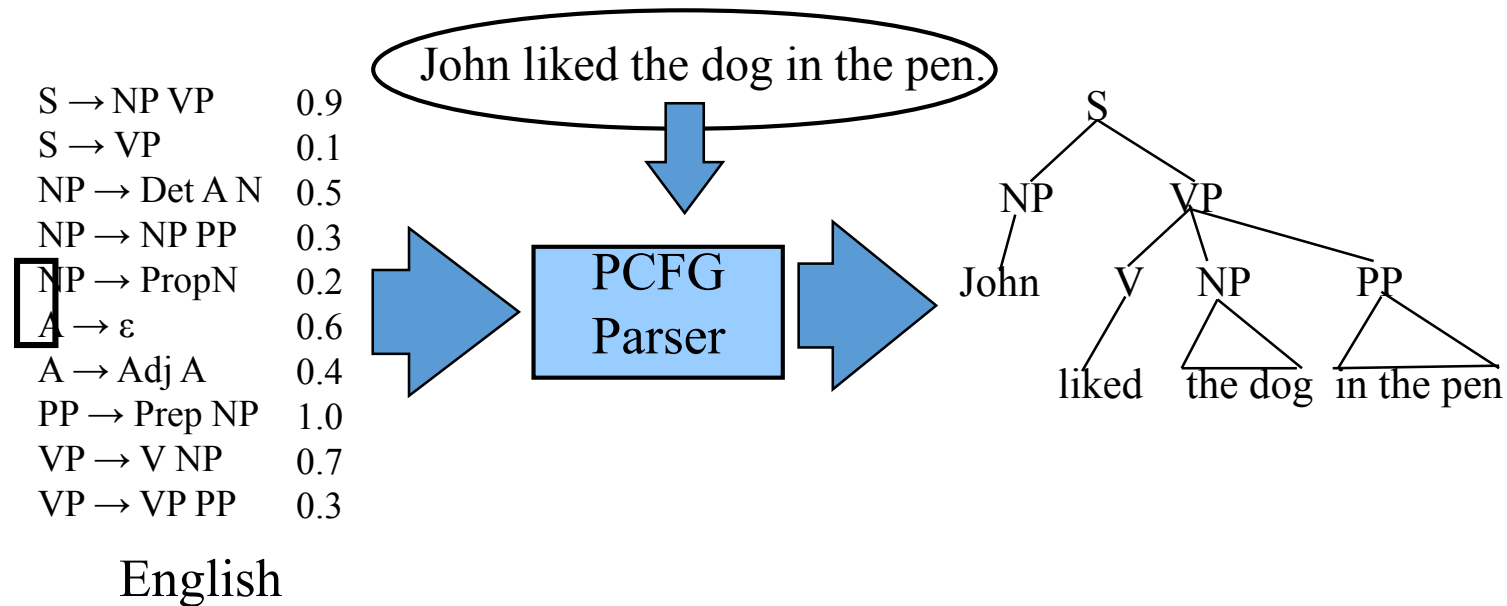 John liked the dog in the pen.
S → NP VP 0.9
S → VP 0.1
NP → Det A N 0.5
NP → NP PP 0.3
NP → PropN 0.2
A → ε 0.6
A → Adj A 0.4
PP → Prep NP 1.0
VP → V NP 0.7
VP → VP PP 0.3
English
PCFG
Parser
S
NP VP
John V NP PP
liked the dog in the pen